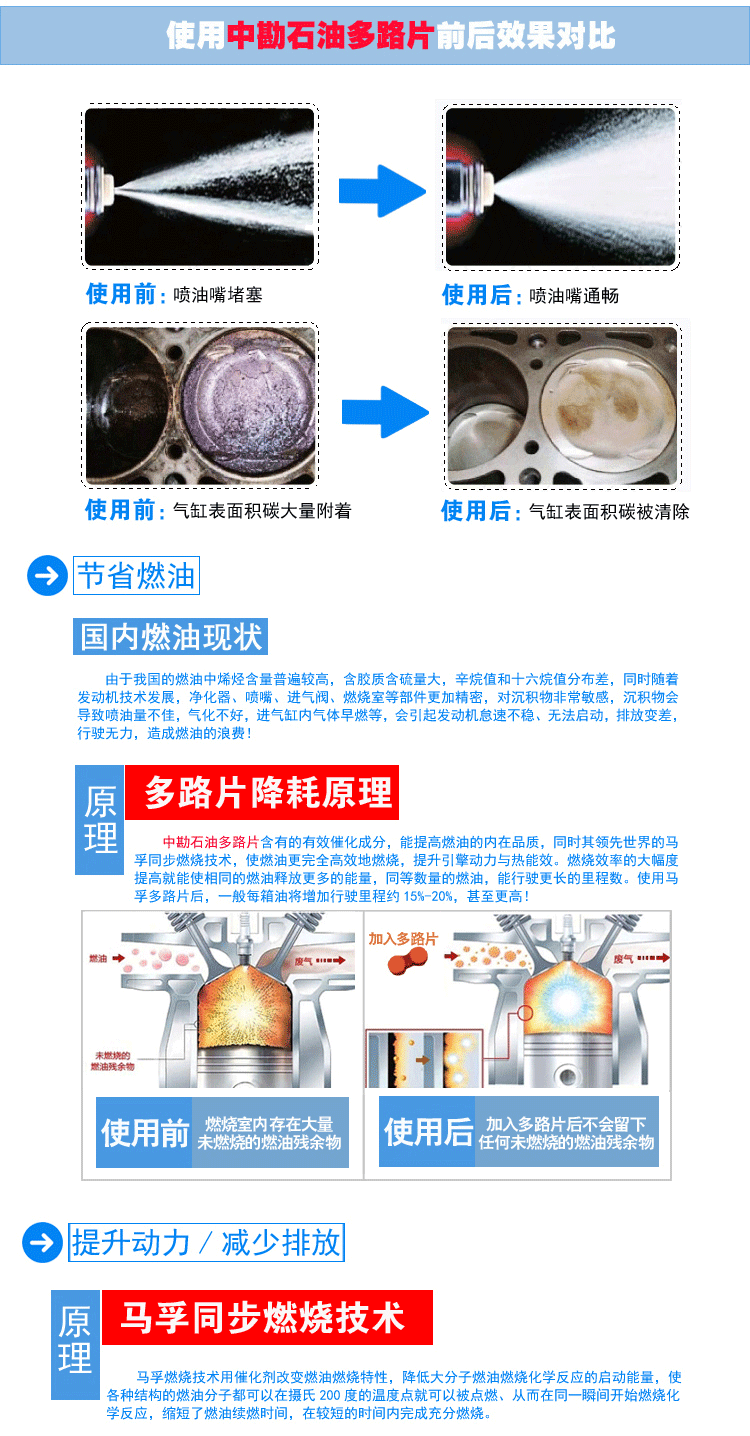 使用中勘石油多路片前后效果对比
使用前：喷油嘴堵塞
使用后：喷油嘴通畅
使用前：气缸表面积碳大量附着
使用后：气缸表面积碳被清除
节省燃油
国内燃油现状
由于我国的燃油中烯烃含量普遍较高，含胶质含硫量大，辛烷值和十六烷值分布差，同时随着
发动机技术发展，净化器、喷嘴、进气阀、燃烧室等部件更加精密，对沉积物非常敏感，沉积物会
导致喷油量不佳，气化不好，进气缸内气体早燃等，会引起发动机怠速不稳、无法启动，排放变差，
行驶无力，造成燃油的浪费！
原理
多路片降耗原理
中勘石油多路片含有的有效催化成分，能提高燃油的内在品质，同时其领先世界的马
孚同步燃烧技术，使燃油更完全高效地燃烧，提升引擎动力与热能效。燃烧效率的大幅度
提高就能使相同的燃油释放更多的能量，同等数量的燃油，能行驶更长的里程数。使用马
孚多路片后，一般每箱油将增加行驶里程约15%-20%，甚至更高！
燃油
废气
未燃烧的
燃油残余物
加入多路片
废气
使用前
燃烧室内存在大量
未燃烧的燃油残余物
使用后
加入多路片后不会留下
任何未燃烧的燃油残余物
提升动力／减少排放
原理
马孚同步燃烧技术
马孚燃烧技术用催化剂改变燃油燃烧特性，降低大分子燃油燃烧化学反应的启动能量，使
各种结构的燃油分子都可以在摄氏200度的温度点就可以被点燃、从而在同一瞬间开始燃烧化
学反应，缩短了燃油续燃时间，在较短的时间内完成充分燃烧。